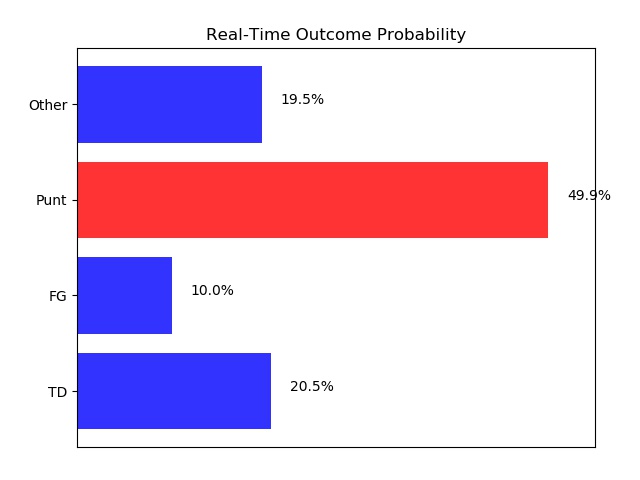 Real-Time Outcome Probability
Other
19.5%
Punt
49.9%
FG
10.0%
TD
20.5%